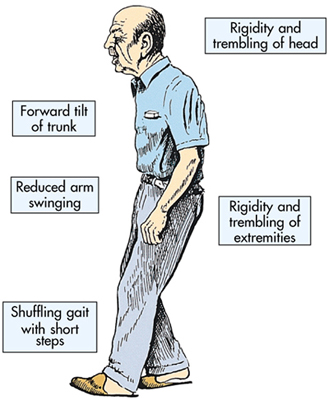 Rigidity and
trembling of head
Forward tilt
of trunk
Reduced arm
swinging
Rigidity and
trembling of
extremities
Shuffling gait
with short
steps